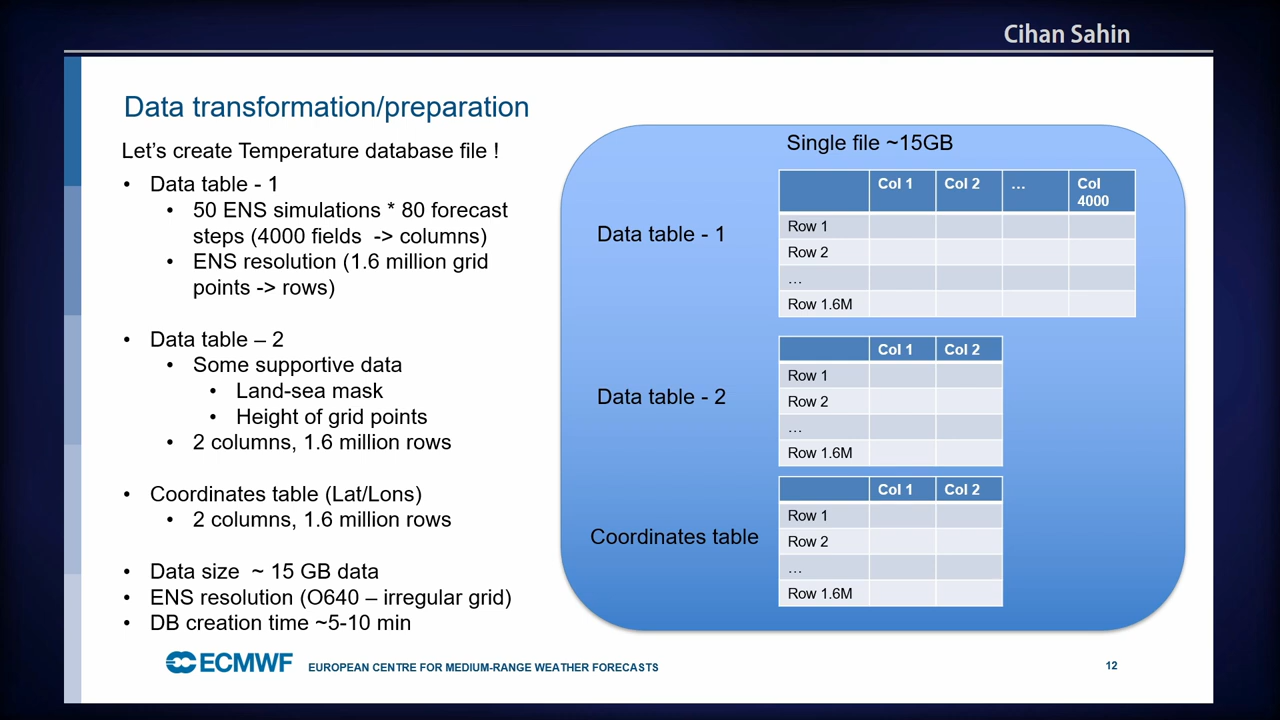 Cihan Sahin
Data transformation/preparation
Let's create Temperature database file !
• Data table - 1
• 50 ENS simulations * 80 forecast
steps (4000 fields -> columns)
• ENS resolution (1.6 million grid
points -> rows)
• Data table – 2
• Some supportive data
• Land-sea mask
• Height of grid points
• 2 columns, 1.6 million rows
• Coordinates table (Lat/Lons)
• 2 columns, 1.6 million rows
• Data size ~ 15 GB data
• ENS resolution (O640 – irregular grid)
• DB creation time ~5-10 min
Single file ~15GB
Data table - 1
Col 1 Col 2 … Col
4000
Row 1
Row 2
…
Row 1.6M
Data table - 2
Col 1 Col 2
Row 1
Row 2
…
Row 1.6M
Coordinates table
Col 1 Col 2
Row 1
Row 2
…
Row 1.6M
ECMWF EUROPEAN CENTRE FOR MEDIUM-RANGE WEATHER FORECASTS
12